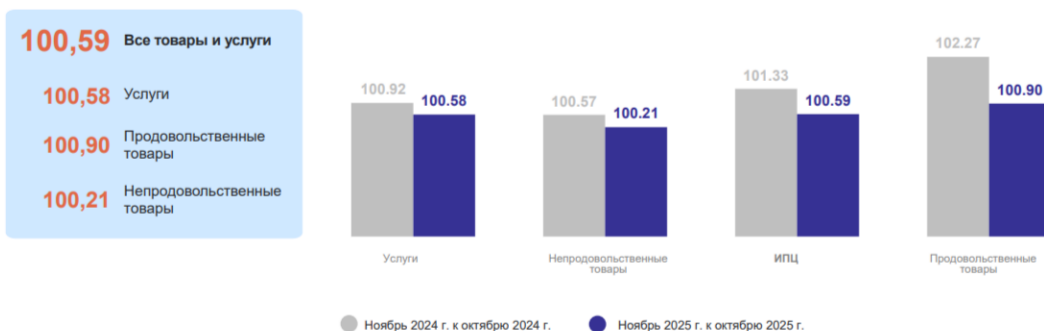 100,59 Все товары и услуги
100,58 Услуги
100,90 Продовольственные
товары
100,21 Непродовольственные
товары
100.92
100.58
100.57
100.21
101.33
100.59
102.27
100.90
Услуги
Непродовольственные
товары
ИПЦ
Продовольственные
товары
Ноябрь 2024 г. к октябрю 2024 г.
Ноябрь 2025 г. к октябрю 2025 г.